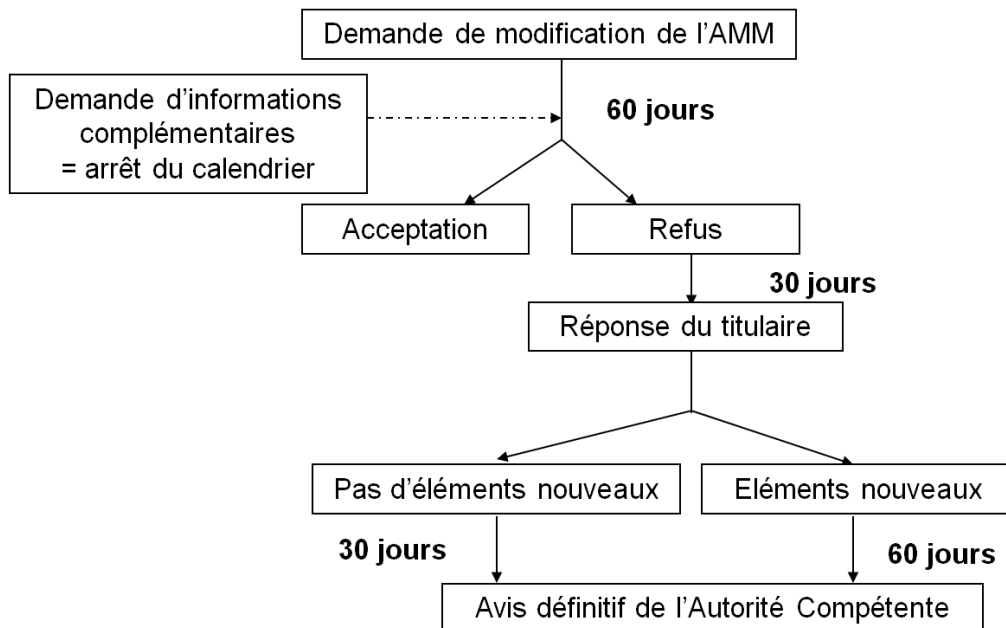 Demande de modification de l'AMM
Demande d'informations
complémentaires
= arrêt du calendrier
60 jours
Acceptation
Refus
30 jours
Réponse du titulaire
Pas d'éléments nouveaux
Eléments nouveaux
30 jours
60 jours
Avis définitif de l'Autorité Compétente